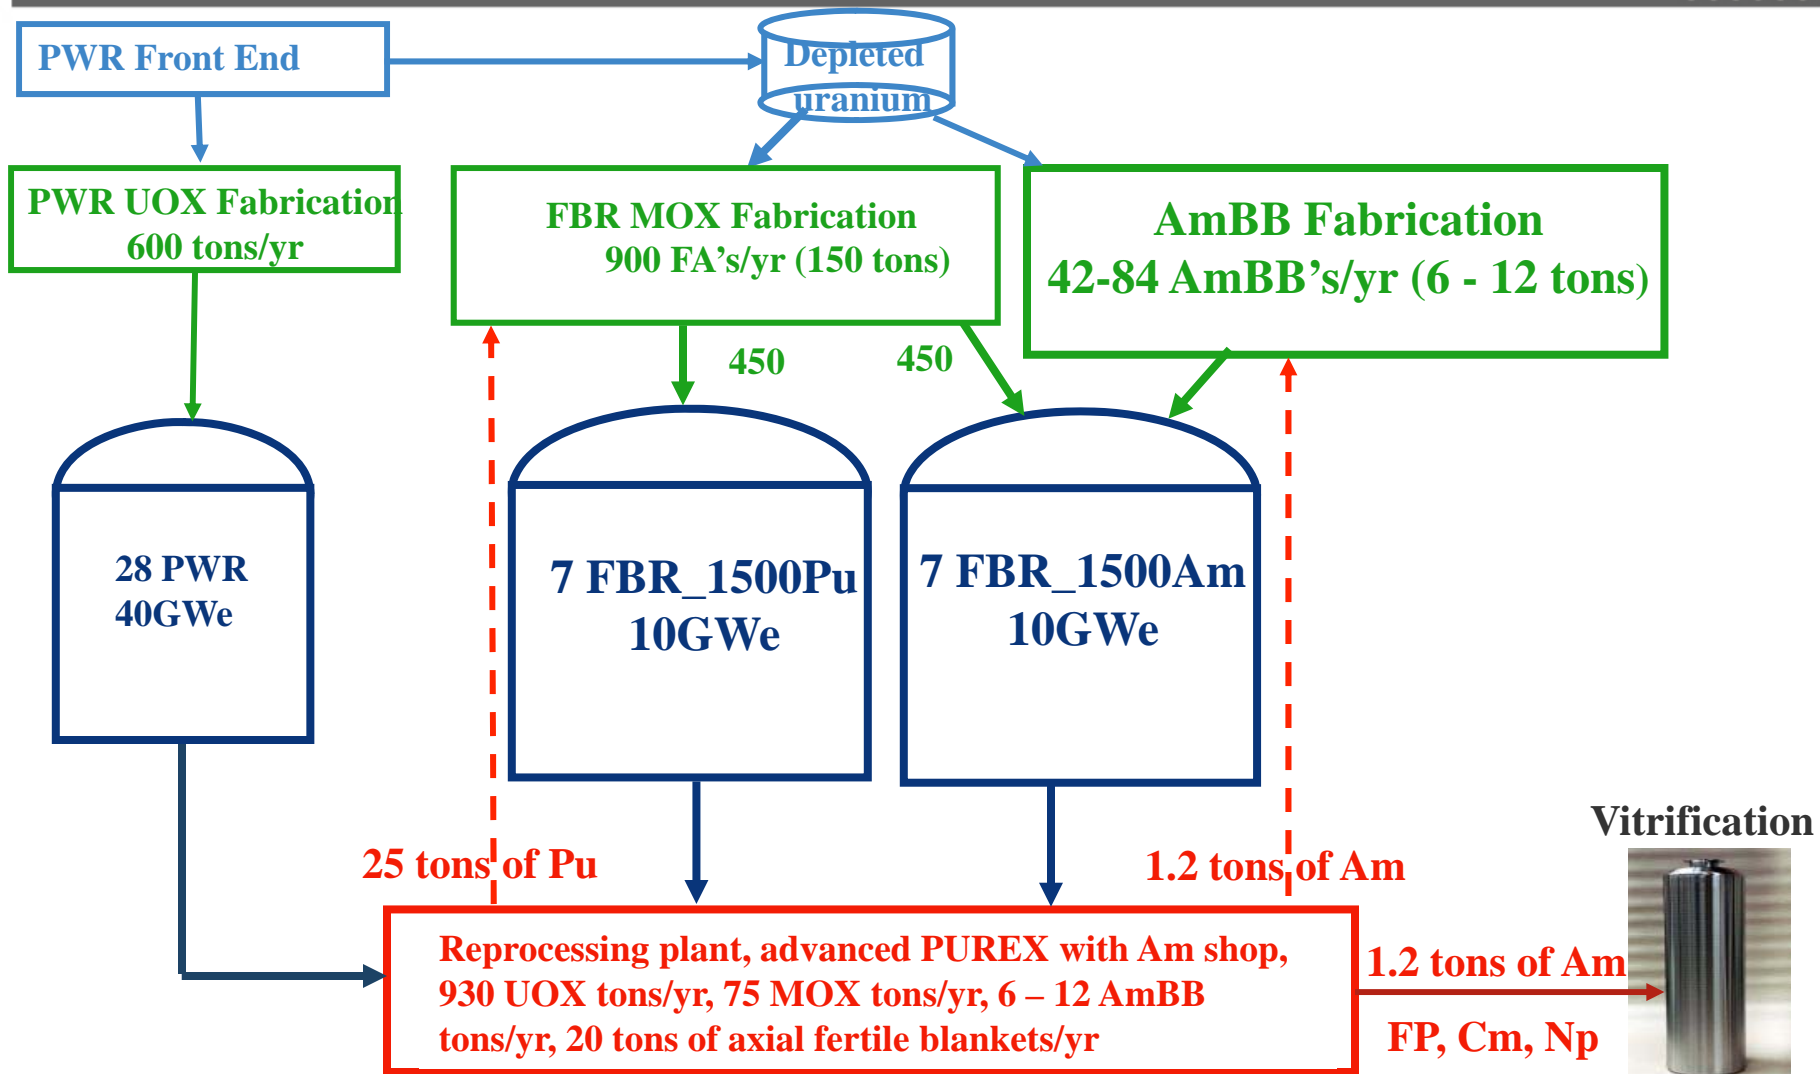 PWR Front End
Depleted
uranium
PWR UOX Fabrication
600 tons/yr
FBR MOX Fabrication
900 FA's/yr (150 tons)
AmBB Fabrication
42-84 AmBB’s/yr (6 - 12 tons)
450
450
28 PWR
40GWe
7 FBR_1500Pu
10GWe
7 FBR_1500Am
10GWe
25 tons of Pu
1.2 tons of Am
Vitrification
Reprocessing plant, advanced PUREX with Am shop,
930 UOX tons/yr, 75 MOX tons/yr, 6 – 12 AmBB
tons/yr, 20 tons of axial fertile blankets/yr
1.2 tons of Am
FP, Cm, Np